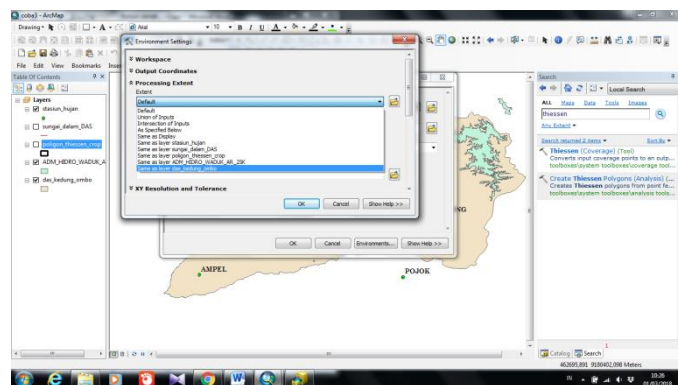 coba3 - ArcMap
Drawing
Arial
10
B I U A
File Edit View Bookmarks Insert
Table Of Contents
Layers
stasiun_hujan
sungai_dalam_DAS
poligon_thiessen_crop
ADM_HIDRO_WADUK_A
das_kedung_ombo
Environment Settings
Workspace
Output Coordinates
Processing Extent
Extent
Default
Default
Union of Inputs
Intersection of Inputs
As Specified Below
Same as Display
Same as layer stasiun_hujan
Same as layer sungai_dalam_DAS
Same as layer poligon_thiessen_crop
Same as layer ADM_HIDRO_WADUK_AR_25K
Same as layer das_kedung_ombo
XY Resolution and Tolerance
OK Cancel Show Help >>
OK Cancel Environments... Show Help >>
NG
AMPEL
POJOK
Search
Local Search
ALL Maps Data Tools Images
thiessen
Any Extent
Search returned 2 items Sort By
Thiessen (Coverage) (Tool)
Converts input coverage points to an outp...
toolboxes\system toolboxes\coverage tool...
Create Thiessen Polygons (Analysis) (...
Creates Thiessen polygons from point fe...
toolboxes\system toolboxes\analysis tools...
1
Catalog Search
462695,891 9180402,098 Meters
IN
10:26
01/03/2018